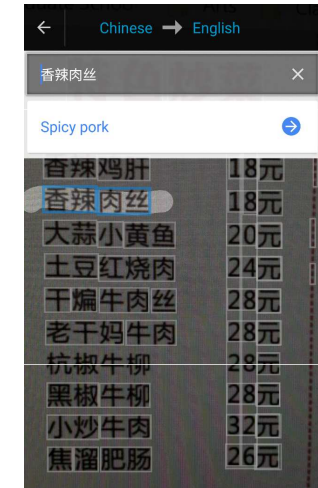 Chinese → English
香辣肉丝 ×
Spicy pork
香辣鸡肝 18元
香辣肉丝 18元
大蒜小黄鱼 20元
土豆红烧肉 24元
干煸牛肉丝 28元
老干妈牛肉 28元
杭椒牛柳 28元
黑椒牛柳 28元
小炒牛肉 32元
焦溜肥肠 26元